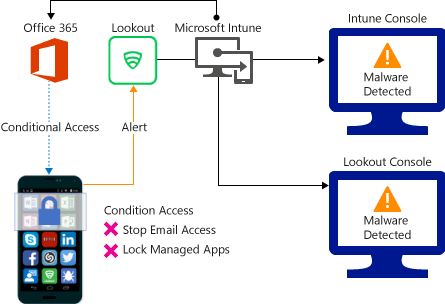 Office 365
Lookout
Microsoft Intune
Intune Console
Malware
Detected
Conditional Access
Alert
Lookout Console
Malware
Detected
Condition Access
Stop Email Access
Lock Managed Apps